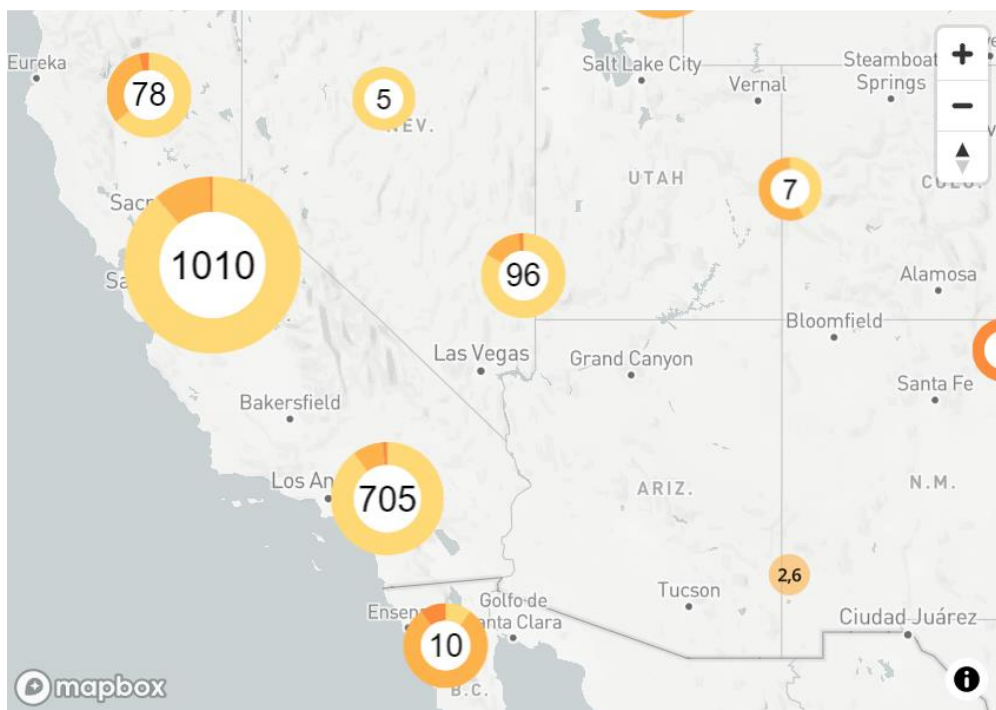 Eureka
78
5
NEV.
Salt Lake City
Vernal
Steamboat
Springs
UTAH
7
Sacr
1010
96
Alamosa
Bloomfield
Las Vegas
Grand Canyon
Santa Fe
Bakersfield
Los An
705
ARIZ.
N.M.
2,6
Tucson
Ensen
Golfo de
anta Clara
10
B.C.
Ciudad Juárez
mapbox